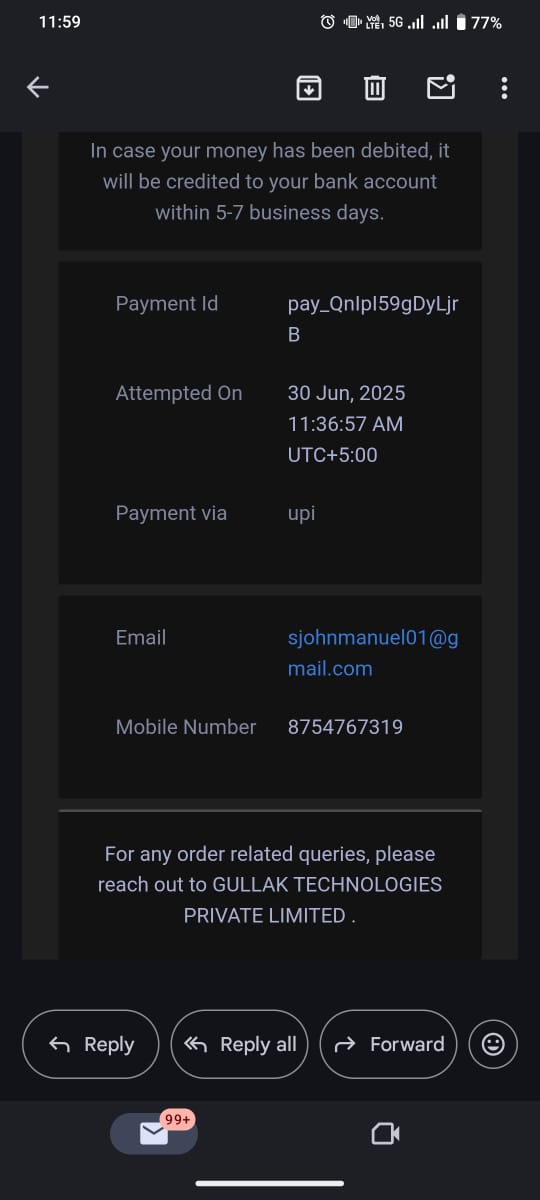 11:59
Vo) LTE1 5G 77%
In case your money has been debited, it
will be credited to your bank account
within 5-7 business days.
Payment Id pay_QnIpI59gDyLjr
B
Attempted On 30 Jun, 2025
11:36:57 AM
UTC+5:00
Payment via upi
Email sjohnmanuel01@g
mail.com
Mobile Number 8754767319
For any order related queries, please
reach out to GULLAK TECHNOLOGIES
PRIVATE LIMITED .
Reply Reply all Forward
99+